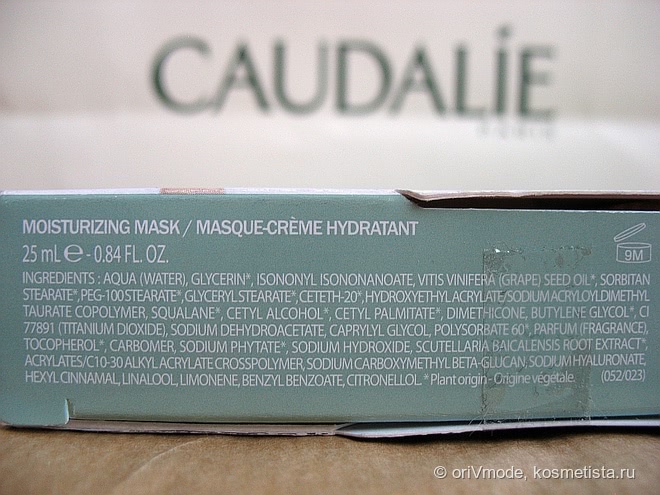 CAUDALÍE
PARIS
MOISTURIZING MASK / MASQUE-CRÈME HYDRATANT
25 mL ℮ - 0.84 FL. OZ.
9M
INGREDIENTS : AQUA (WATER), GLYCERIN*, ISONONYL ISONONANOATE, VITIS VINIFERA (GRAPE) SEED OIL*, SORBITAN
STEARATE*, PEG-100 STEARATE*, GLYCERYL STEARATE*, CETETH-20*, HYDROXYETHYL ACRYLATE/SODIUM ACRYLOYLDIMETHYL
TAURATE COPOLYMER, SQUALANE*, CETYL ALCOHOL*, CETYL PALMITATE*, DIMETHICONE, BUTYLENE GLYCOL*, CI
77891 (TITANIUM DIOXIDE), SODIUM DEHYDROACETATE, CAPRYLYL GLYCOL, POLYSORBATE 60*, PARFUM (FRAGRANCE),
TOCOPHEROL*, CARBOMER, SODIUM PHYTATE*, SODIUM HYDROXIDE, SCUTELLARIA BAICALENSIS ROOT EXTRACT*,
ACRYLATES/C10-30 ALKYL ACRYLATE CROSSPOLYMER, SODIUM CARBOXYMETHYL BETA-GLUCAN, SODIUM HYALURONATE,
HEXYL CINNAMAL, LINALOOL, LIMONENE, BENZYL BENZOATE, CITRONELLOL. * Plant origin - Origine végétale. (052/023)
© oriVmode, kosmetista.ru